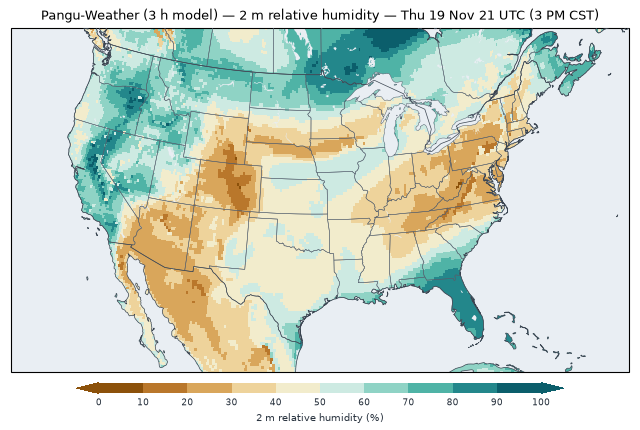 Pangu-Weather (3 h model) — 2 m relative humidity — Thu 19 Nov 21 UTC (3 PM CST)
0 10 20 30 40 50 60 70 80 90 100
2 m relative humidity (%)